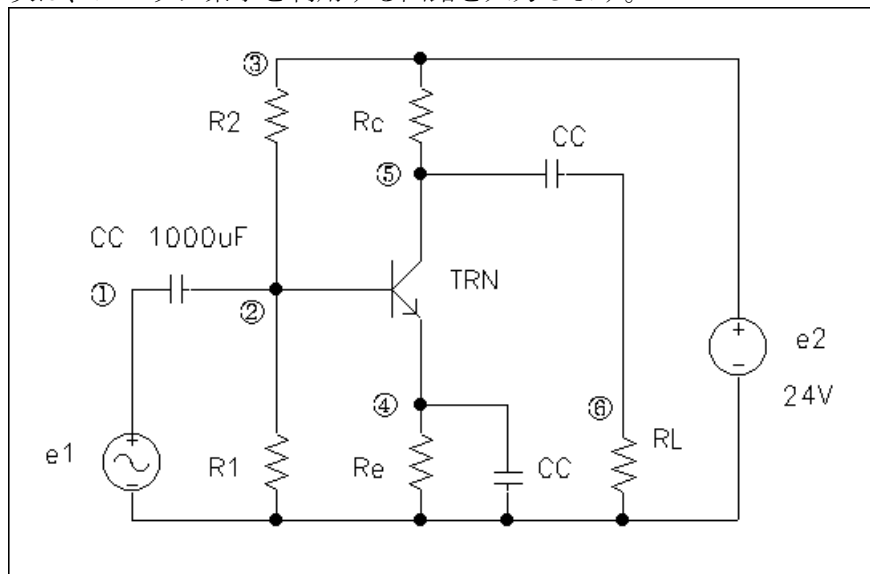 ③
R2
Rc
CC
⑤
CC 1000uF
TRN
①
②
e2
④
⑥
24V
RL
e1
R1
Re
CC